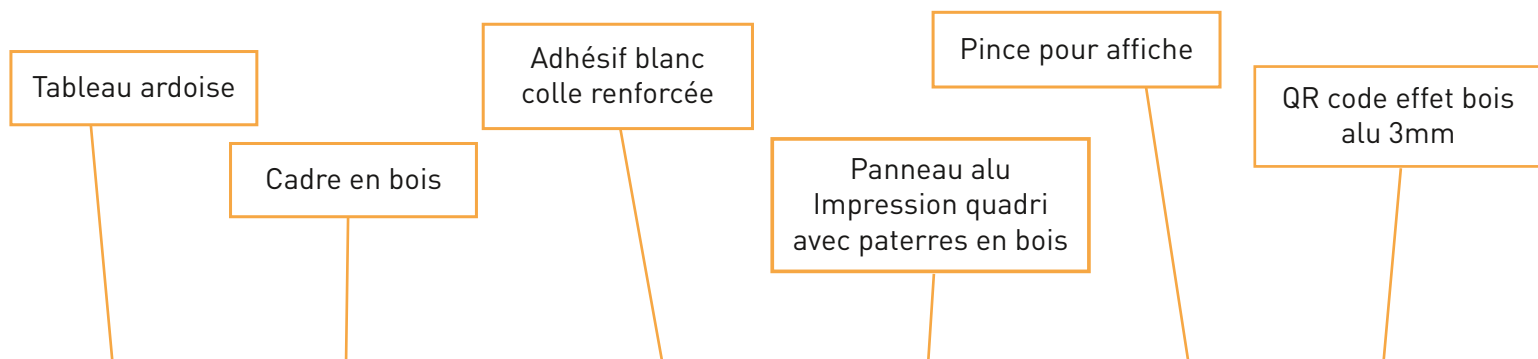 Tableau ardoise
Cadre en bois
Adhésif blanc
colle renforcée
Panneau alu
Impression quadri
avec paterres en bois
Pince pour affiche
QR code effet bois
alu 3mm